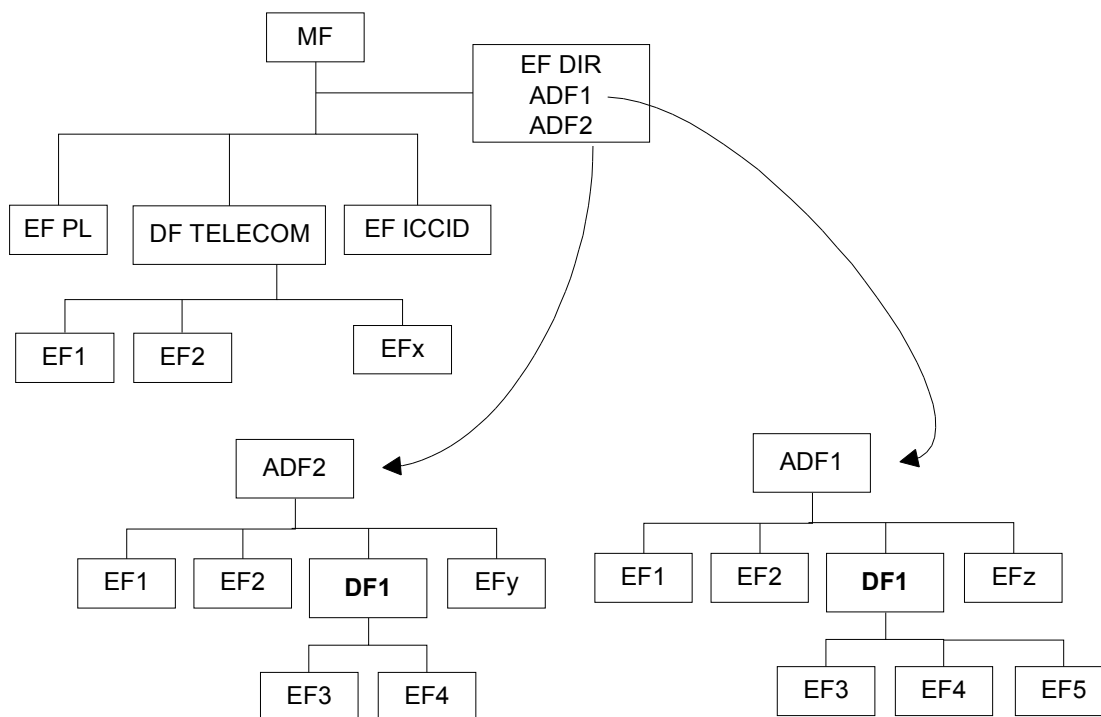 MF
EF DIR
ADF1
ADF2
EF PL
DF TELECOM
EF ICCID
EF1
EF2
EFx
ADF2
ADF1
EF1
EF2
DF1
EFy
EF1
EF2
DF1
EFz
EF3
EF4
EF3
EF4
EF5